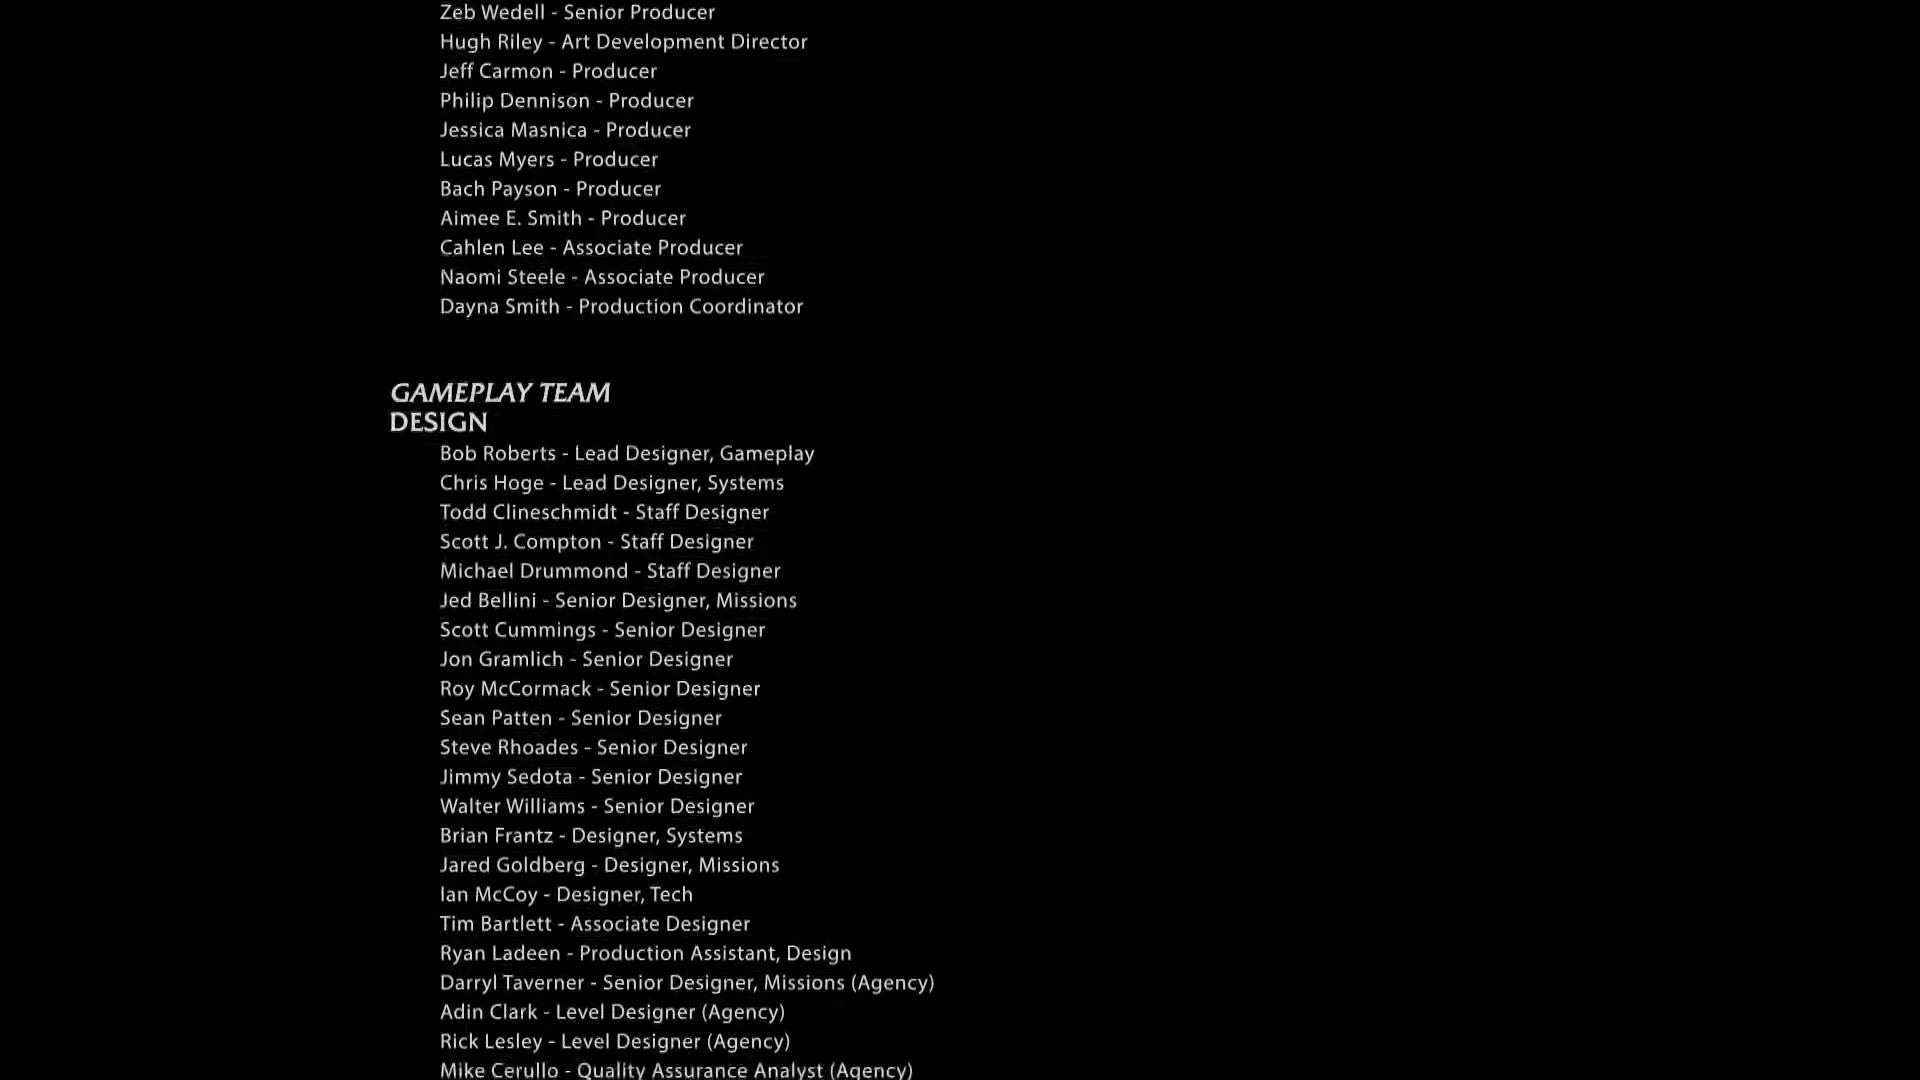 Zeb Wedell - Senior Producer
Hugh Riley - Art Development Director
Jeff Carmon - Producer
Philip Dennison - Producer
Jessica Masnica - Producer
Lucas Myers - Producer
Bach Payson - Producer
Aimee E. Smith - Producer
Cahlen Lee - Associate Producer
Naomi Steele - Associate Producer
Dayna Smith - Production Coordinator
GAMEPLAY TEAM
DESIGN
Bob Roberts - Lead Designer, Gameplay
Chris Hoge - Lead Designer, Systems
Todd Clineschmidt - Staff Designer
Scott J. Compton - Staff Designer
Michael Drummond - Staff Designer
Jed Bellini - Senior Designer, Missions
Scott Cummings - Senior Designer
Jon Gramlich - Senior Designer
Roy McCormack - Senior Designer
Sean Patten - Senior Designer
Steve Rhoades - Senior Designer
Jimmy Sedota - Senior Designer
Walter Williams - Senior Designer
Brian Frantz - Designer, Systems
Jared Goldberg - Designer, Missions
Ian McCoy - Designer, Tech
Tim Bartlett - Associate Designer
Ryan Ladeen - Production Assistant, Design
Darryl Taverner - Senior Designer, Missions (Agency)
Adin Clark - Level Designer (Agency)
Rick Lesley - Level Designer (Agency)
Mike Cerullo - Quality Assurance Analyst (Agency)